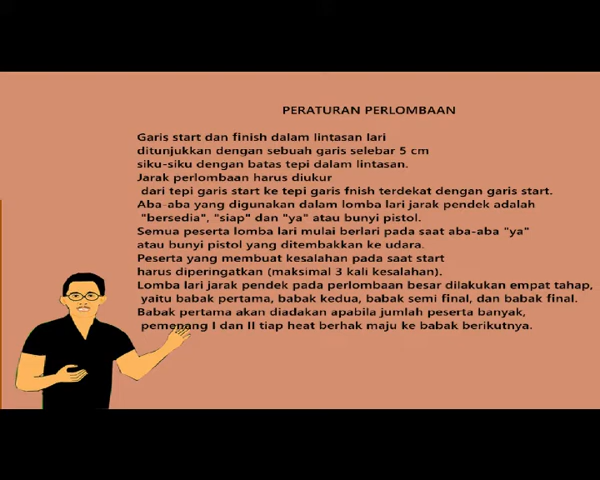 PERATURAN PERLOMBAAN
Garis start dan finish dalam lintasan lari
ditunjukkan dengan sebuah garis selebar 5 cm
siku-siku dengan batas tepi dalam lintasan.
Jarak perlombaan harus diukur
dari tepi garis start ke tepi garis fnish terdekat dengan garis start.
Aba-aba yang digunakan dalam lomba lari jarak pendek adalah
"bersedia", "siap" dan "ya" atau bunyi pistol.
Semua peserta lomba lari mulai berlari pada saat aba-aba "ya"
atau bunyi pistol yang ditembakkan ke udara.
Peserta yang membuat kesalahan pada saat start
harus diperingatkan (maksimal 3 kali kesalahan).
Lomba lari jarak pendek pada perlombaan besar dilakukan empat tahap,
yaitu babak pertama, babak kedua, babak semi final, dan babak final.
Babak pertama akan diadakan apabila jumlah peserta banyak,
pemenang I dan II tiap heat berhak maju ke babak berikutnya.